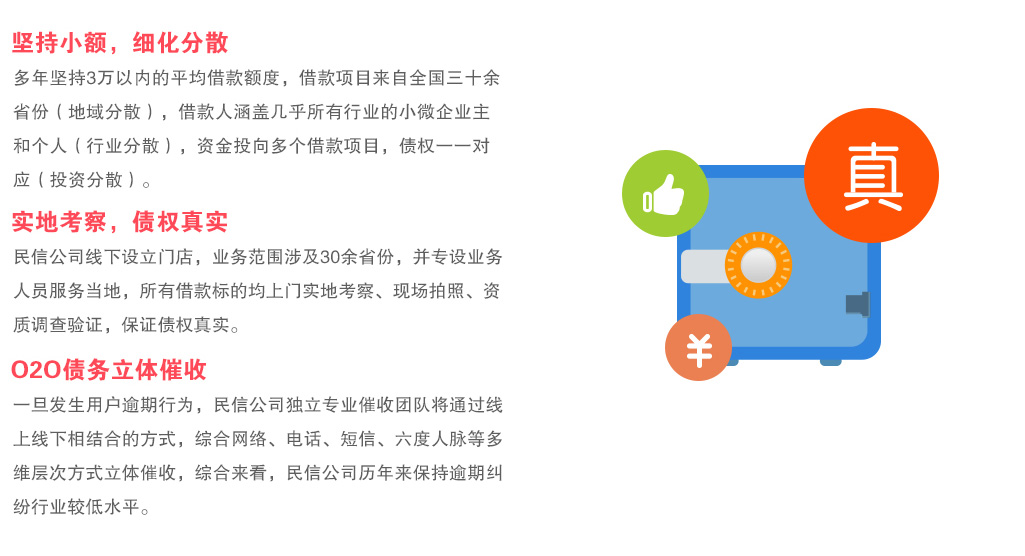 坚持小额，细化分散
多年坚持3万以内的平均借款额度，借款项目来自全国三十余
省份（地域分散），借款人涵盖几乎所有行业的小微企业主
和个人（行业分散），资金投向多个借款项目，债权一一对
应（投资分散）。
实地考察，债权真实
民信公司线下设立门店，业务范围涉及30余省份，并专设业务
人员服务当地，所有借款标的均上门实地考察、现场拍照、资
质调查验证，保证债权真实。
O2O债务立体催收
一旦发生用户逾期行为，民信公司独立专业催收团队将通过线
上线下相结合的方式，综合网络、电话、短信、六度人脉等多
维层次方式立体催收，综合来看，民信公司历年来保持逾期纠
纷行业较低水平。
真
¥